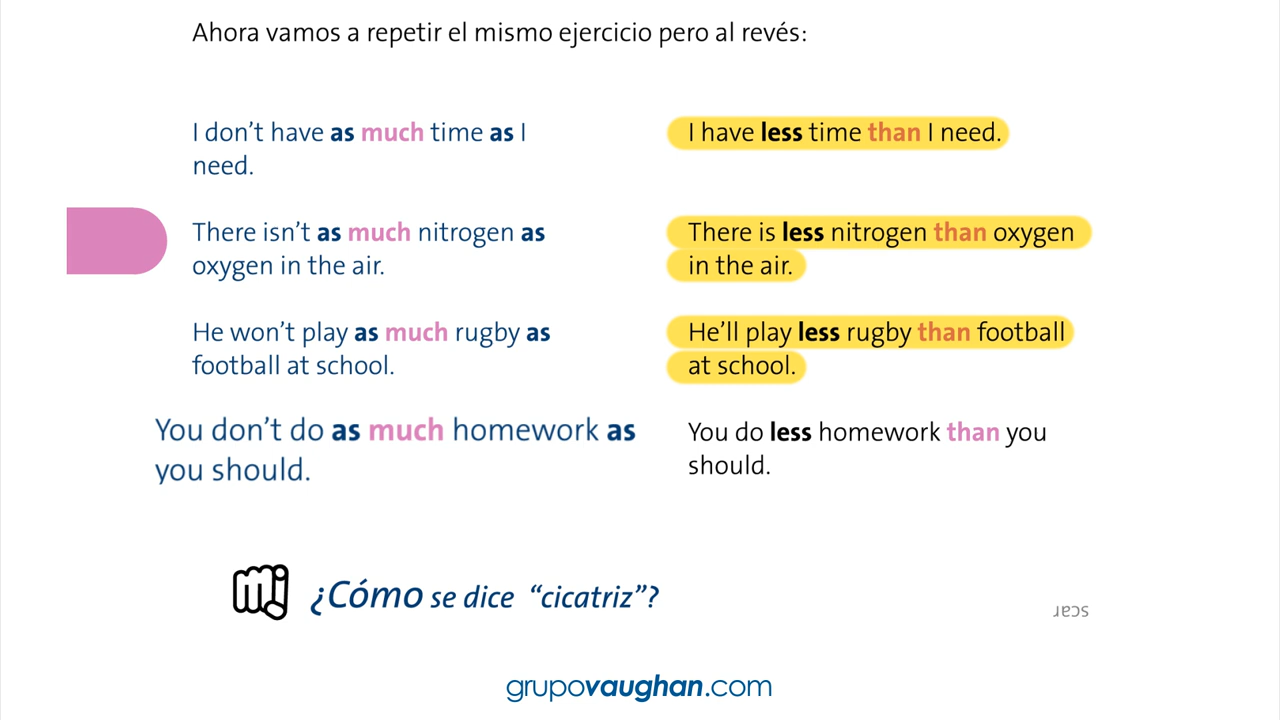 Ahora vamos a repetir el mismo ejercicio pero al revés:
I don't have as much time as I
need.
I have less time than I need.
There isn't as much nitrogen as
oxygen in the air.
There is less nitrogen than oxygen
in the air.
He won't play as much rugby as
football at school.
He'll play less rugby than football
at school.
You don't do as much homework as
you should.
You do less homework than you
should.
¿Cómo se dice “cicatriz”?
scar
grupovaughan.com